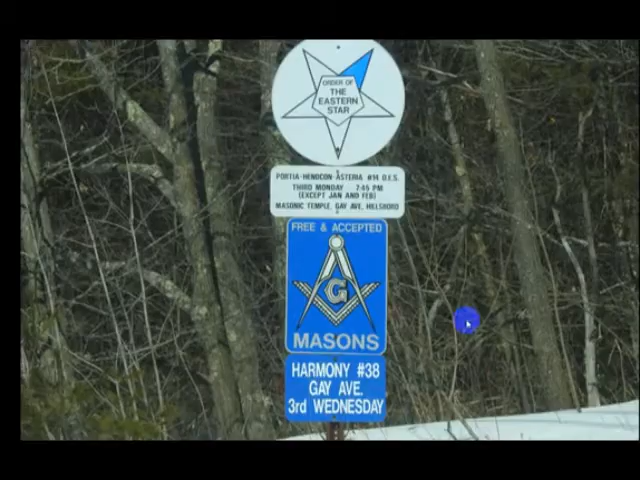 ORDER OF
THE
EASTERN
STAR
PORTIA-HENDCON-ASTERIA #14 O.E.S.
THIRD MONDAY 7:45 PM
(EXCEPT JAN AND FEB)
MASONIC TEMPLE, GAY AVE, HILLSBORO
FREE & ACCEPTED
G
MASONS
HARMONY #38
GAY AVE.
3rd WEDNESDAY